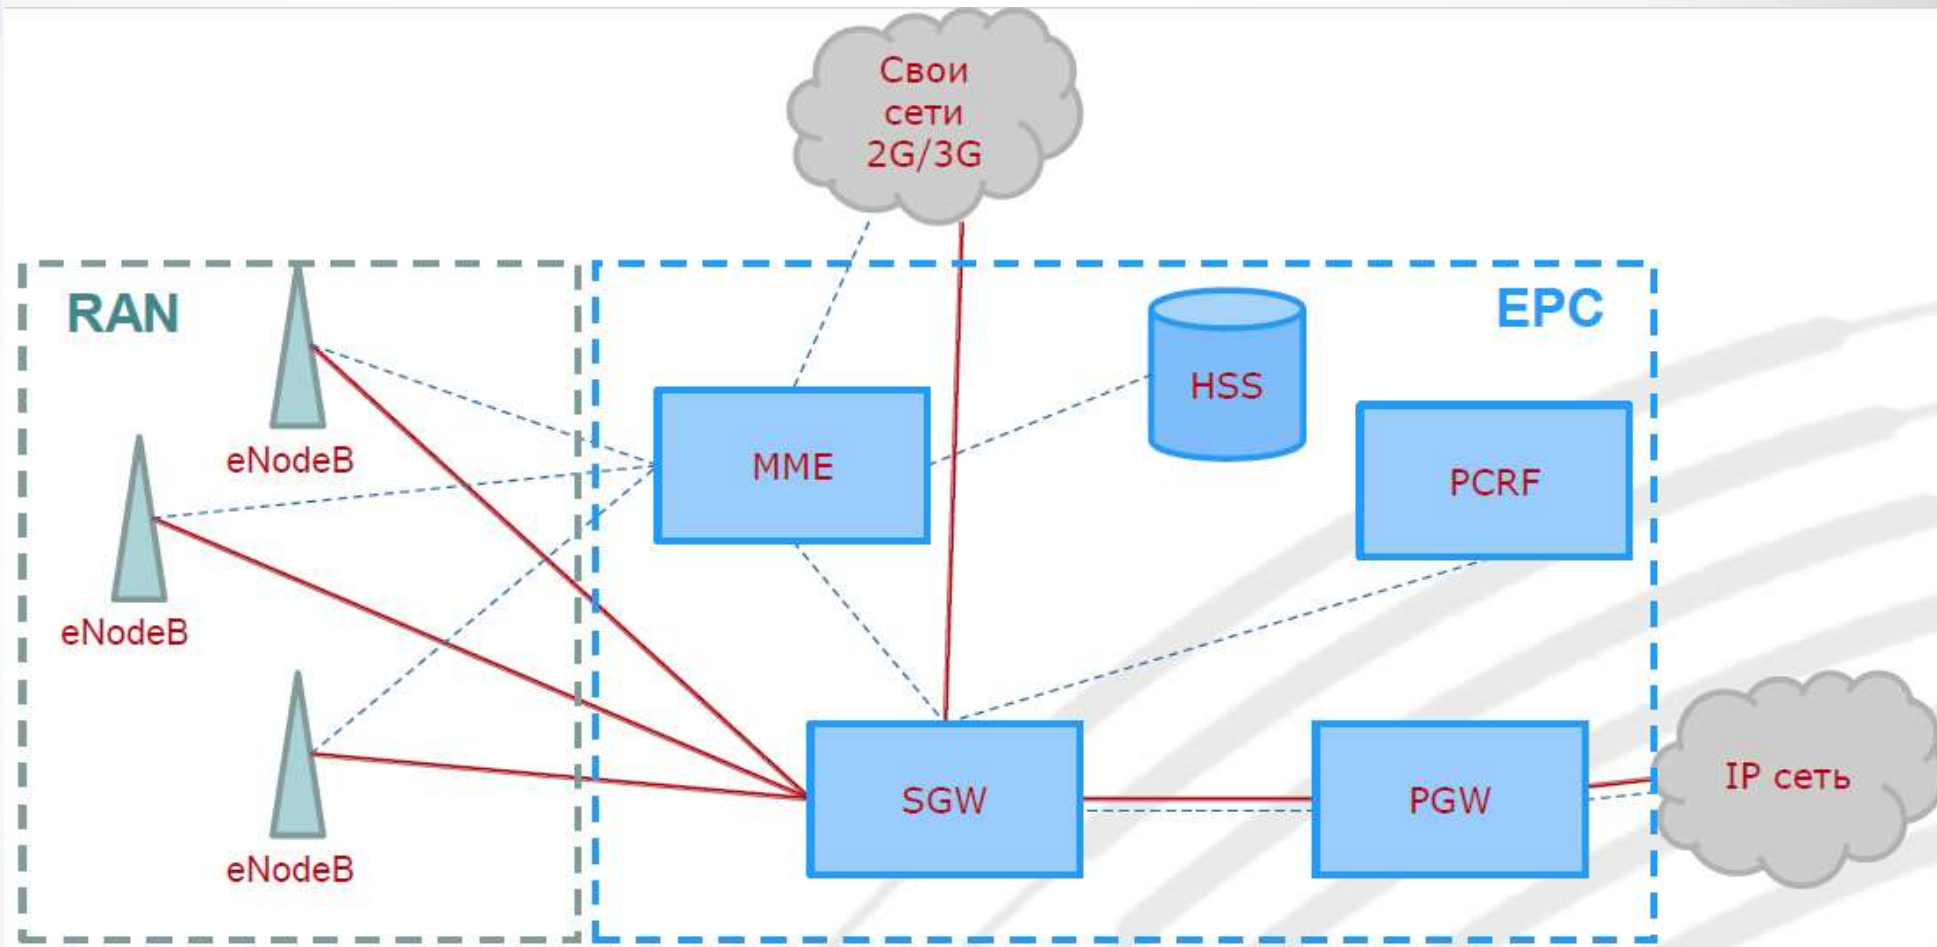 Свои
сети
2G/3G
RAN
EPC
HSS
eNodeB
MME
PCRF
eNodeB
IP сеть
SGW
PGW
eNodeB